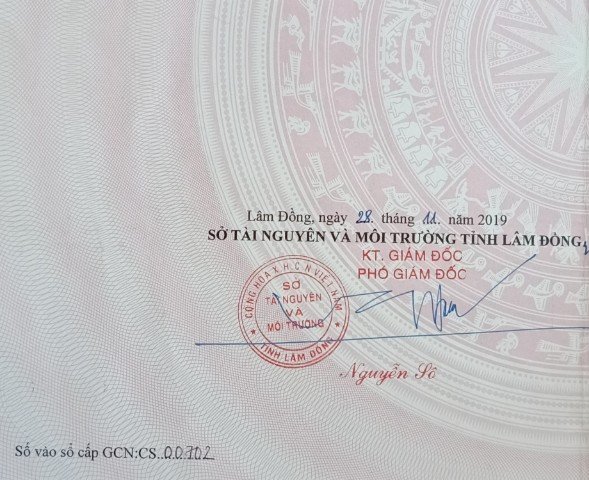 Lâm Đồng, ngày 28. tháng 11. năm 2019
SỞ TÀI NGUYÊN VÀ MÔI TRƯỜNG TỈNH LÂM ĐỒNG
KT. GIÁM ĐỐC
PHÓ GIÁM ĐỐC
CỘNG HÒA X.H.C.N VIỆT NAM
SỞ
TÀI NGUYÊN
VÀ
MÔI TRƯỜNG
TỈNH LÂM ĐỒNG
Nguyễn
Số vào sổ cấp GCN:CS..00702